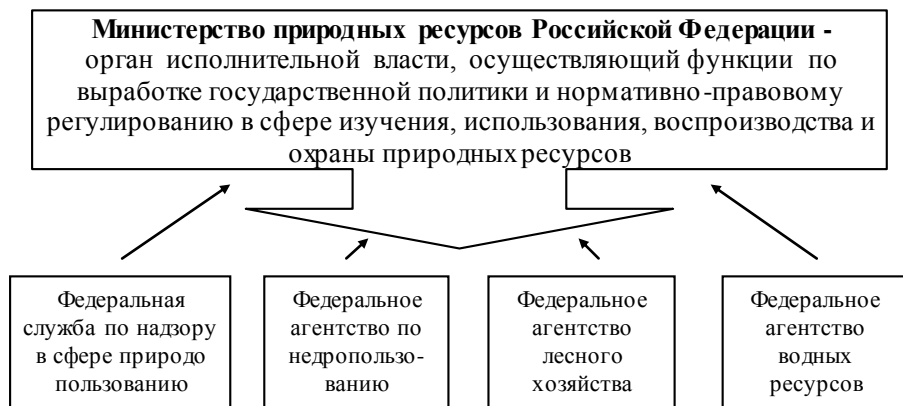 Министерство природных ресурсов Российской Федерации -
орган исполнительной власти, осуществляющий функции по
выработке государственной политики и нормативно-правовому
регулированию в сфере изучения, использования, воспроизводства и
охраны природных ресурсов
Федеральная
служба по надзору
в сфере природо
пользованию
Федеральное
агентство по
недропользо-
ванию
Федеральное
агентство
лесного
хозяйства
Федеральное
агентство
водных
ресурсов